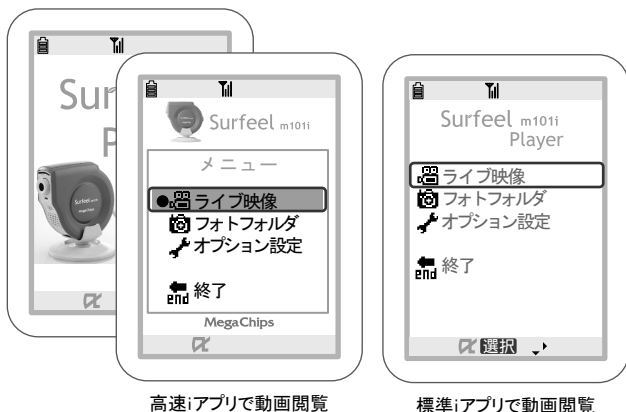 Sur
P
Surfeel m101i
メニュー
ライブ映像
フォトフォルダ
オプション設定
end 終了
MegaChips
高速iアプリで動画閲覧
Surfeel m101i
Player
ライブ映像
フォトフォルダ
オプション設定
end 終了
α 選択
標準iアプリで動画閲覧